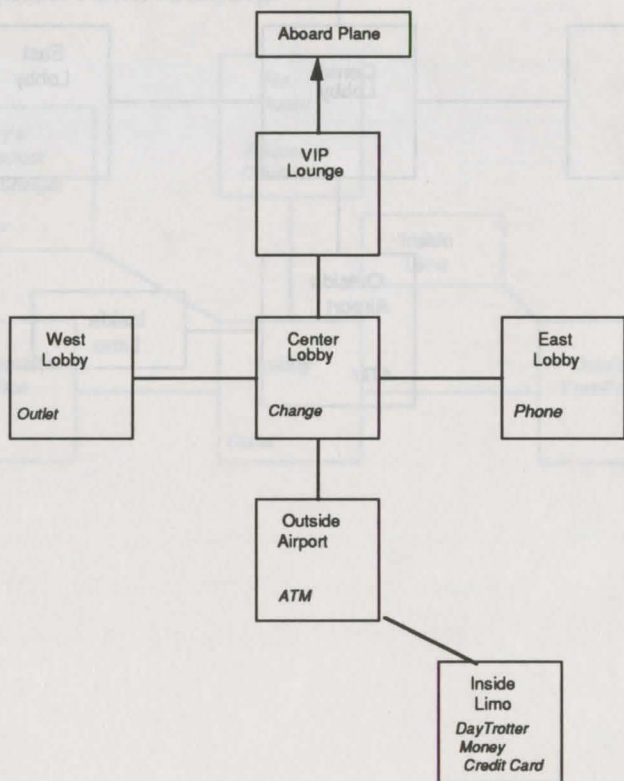 Aboard Plane
VIP
Lounge
West
Lobby
Outlet
Center
Lobby
Change
East
Lobby
Phone
Outside
Airport
ATM
Inside
Limo
DayTrotter
Money
Credit Card